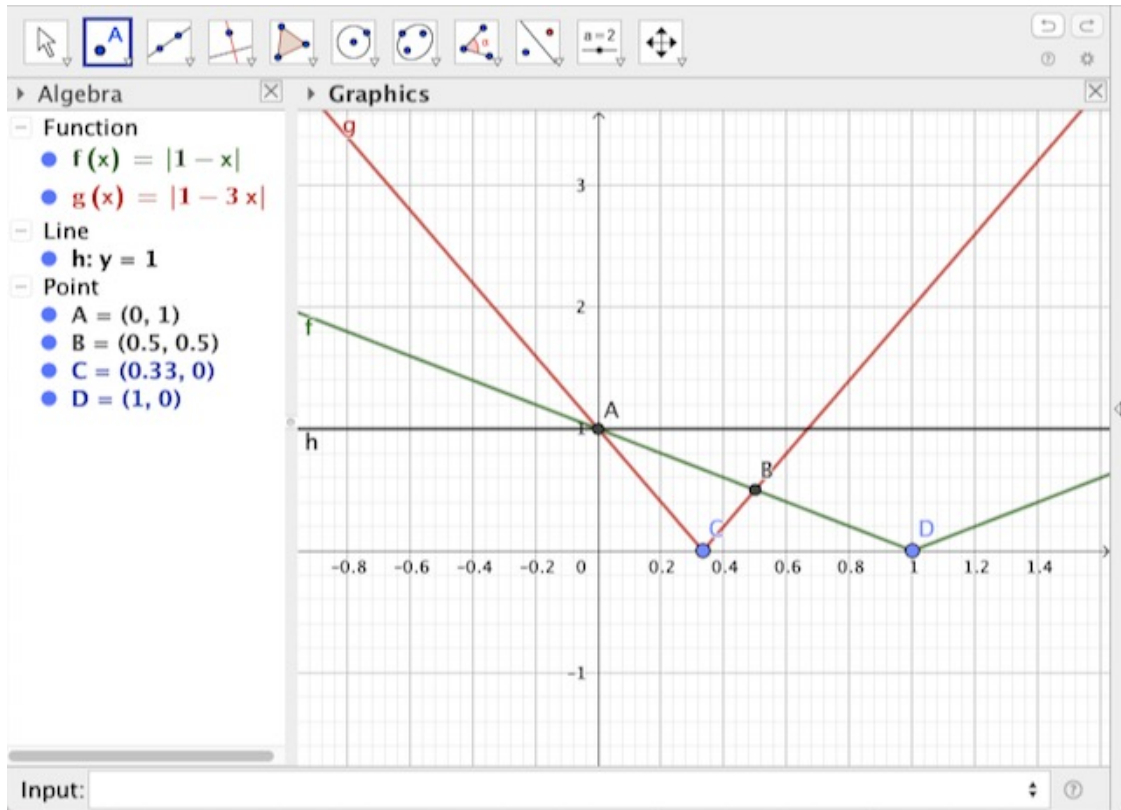 A
α
a=2
Algebra
Graphics
Function
f (x) = |1 − x|
g (x) = |1 − 3 x|
Line
h: y = 1
Point
A = (0, 1)
B = (0.5, 0.5)
C = (0.33, 0)
D = (1, 0)
g
3
2
f
A
1
h
B
C
D
−0.8 −0.6 −0.4 −0.2 0 0.2 0.4 0.6 0.8 1 1.2 1.4
−1
Input: